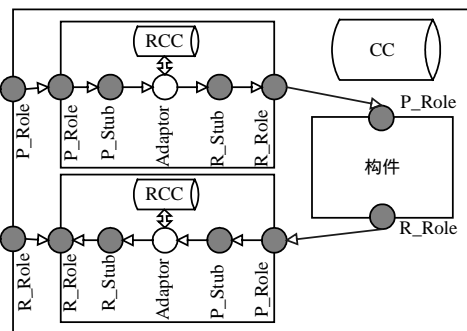 RCC
CC
P_Role
P_Role
P_Stub
Adaptor
R_Stub
R_Role
P_Role
构件
R_Role
RCC
R_Role
R_Role
R_Stub
Adaptor
P_Stub
P_Role